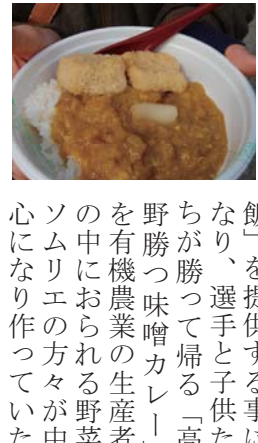 飯」を提供する事に
なり、選手と子供た
ちが勝って帰る「高
野勝つ味噌カレー」
を有機農業の生産者
の中におられる野菜
ソムリエの方々が中
心になり作っていた